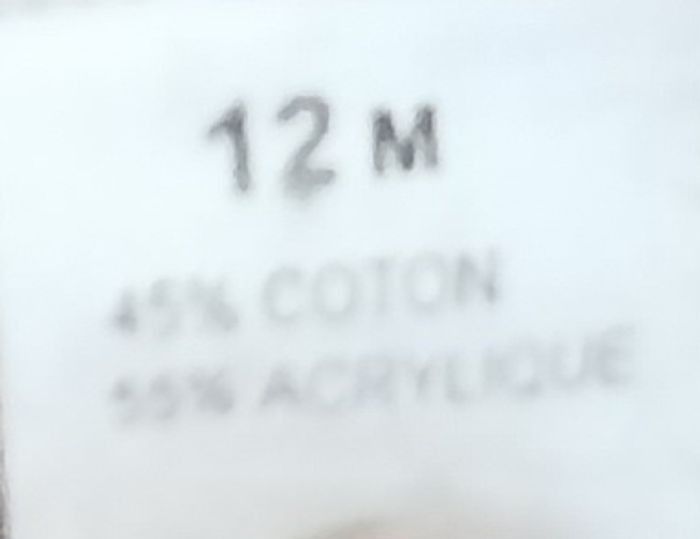 12 M
45% COTON
55% ACRYLIQUE